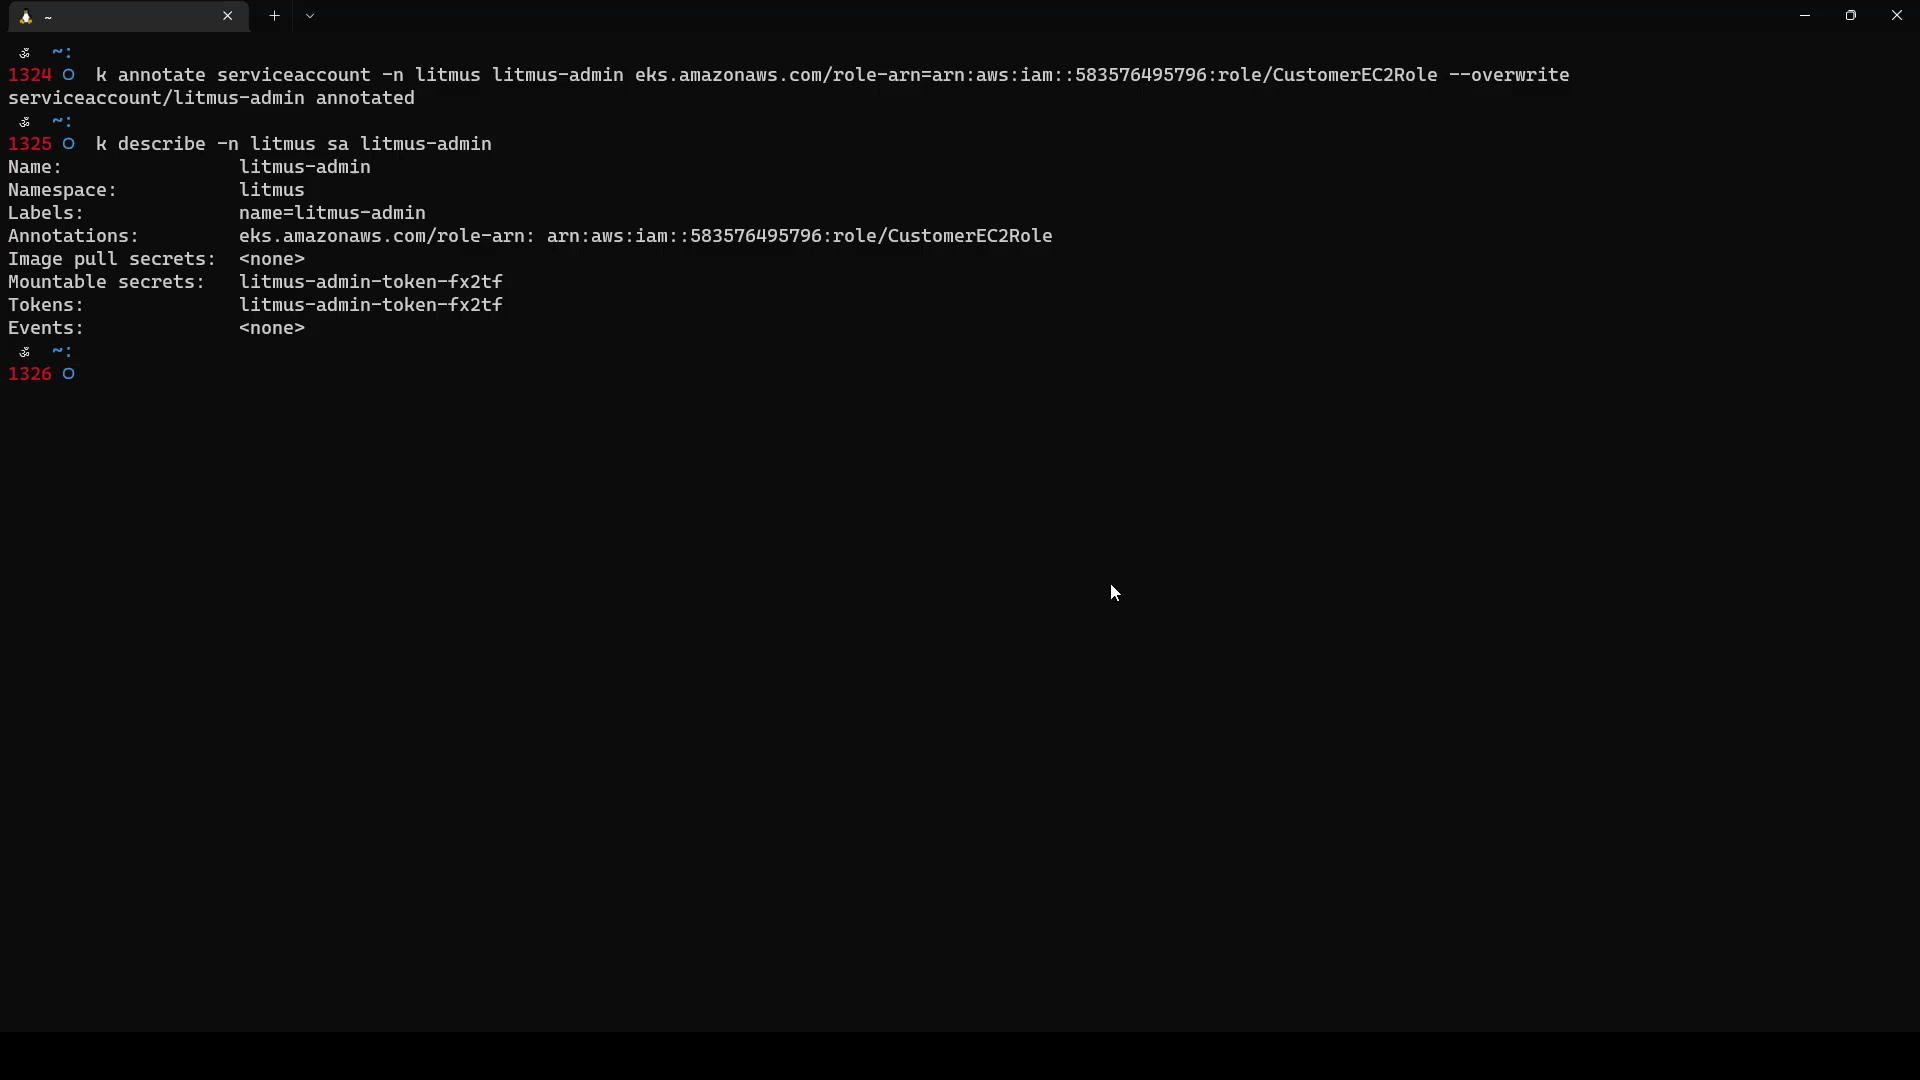 ~
ॐ ~:
1324 O k annotate serviceaccount -n litmus litmus-admin eks.amazonaws.com/role-arn=arn:aws:iam::583576495796:role/CustomerEC2Role --overwrite
serviceaccount/litmus-admin annotated
ॐ ~:
1325 O k describe -n litmus sa litmus-admin
Name: litmus-admin
Namespace: litmus
Labels: name=litmus-admin
Annotations: eks.amazonaws.com/role-arn: arn:aws:iam::583576495796:role/CustomerEC2Role
Image pull secrets: <none>
Mountable secrets: litmus-admin-token-fx2tf
Tokens: litmus-admin-token-fx2tf
Events: <none>
ॐ ~:
1326 O